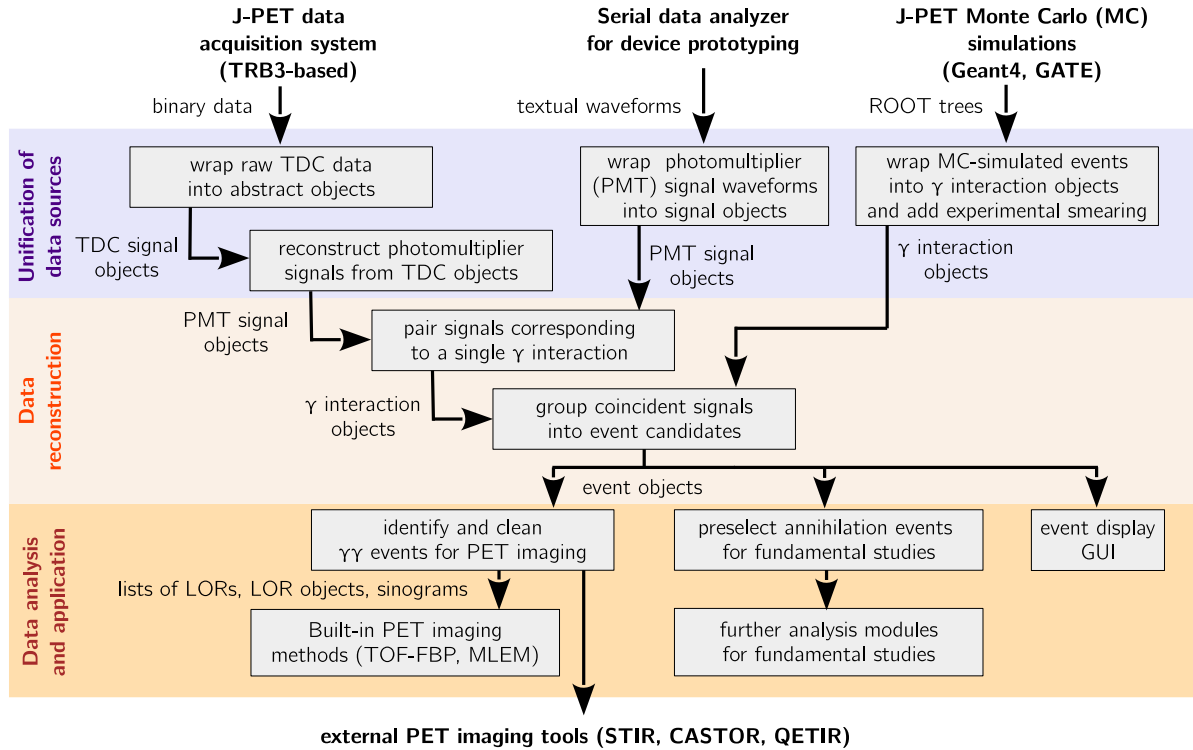 J-PET data
acquisition system
(TRB3-based)
Serial data analyzer
for device prototyping
J-PET Monte Carlo (MC)
simulations
(Geant4, GATE)
binary data
textual waveforms
ROOT trees
Unification of
data sources
wrap raw TDC data
into abstract objects
wrap photomultiplier
(PMT) signal waveforms
into signal objects
wrap MC-simulated events
into γ interaction objects
and add experimental smearing
TDC signal
objects
reconstruct photomultiplier
signals from TDC objects
PMT signal
objects
γ interaction
objects
Data
reconstruction
PMT signal
objects
pair signals corresponding
to a single γ interaction
γ interaction
objects
group coincident signals
into event candidates
event objects
Data analysis
and application
identify and clean
γγ events for PET imaging
preselect annihilation events
for fundamental studies
event display
GUI
lists of LORs, LOR objects, sinograms
Built-in PET imaging
methods (TOF-FBP, MLEM)
further analysis modules
for fundamental studies
external PET imaging tools (STIR, CASTOR, QETIR)